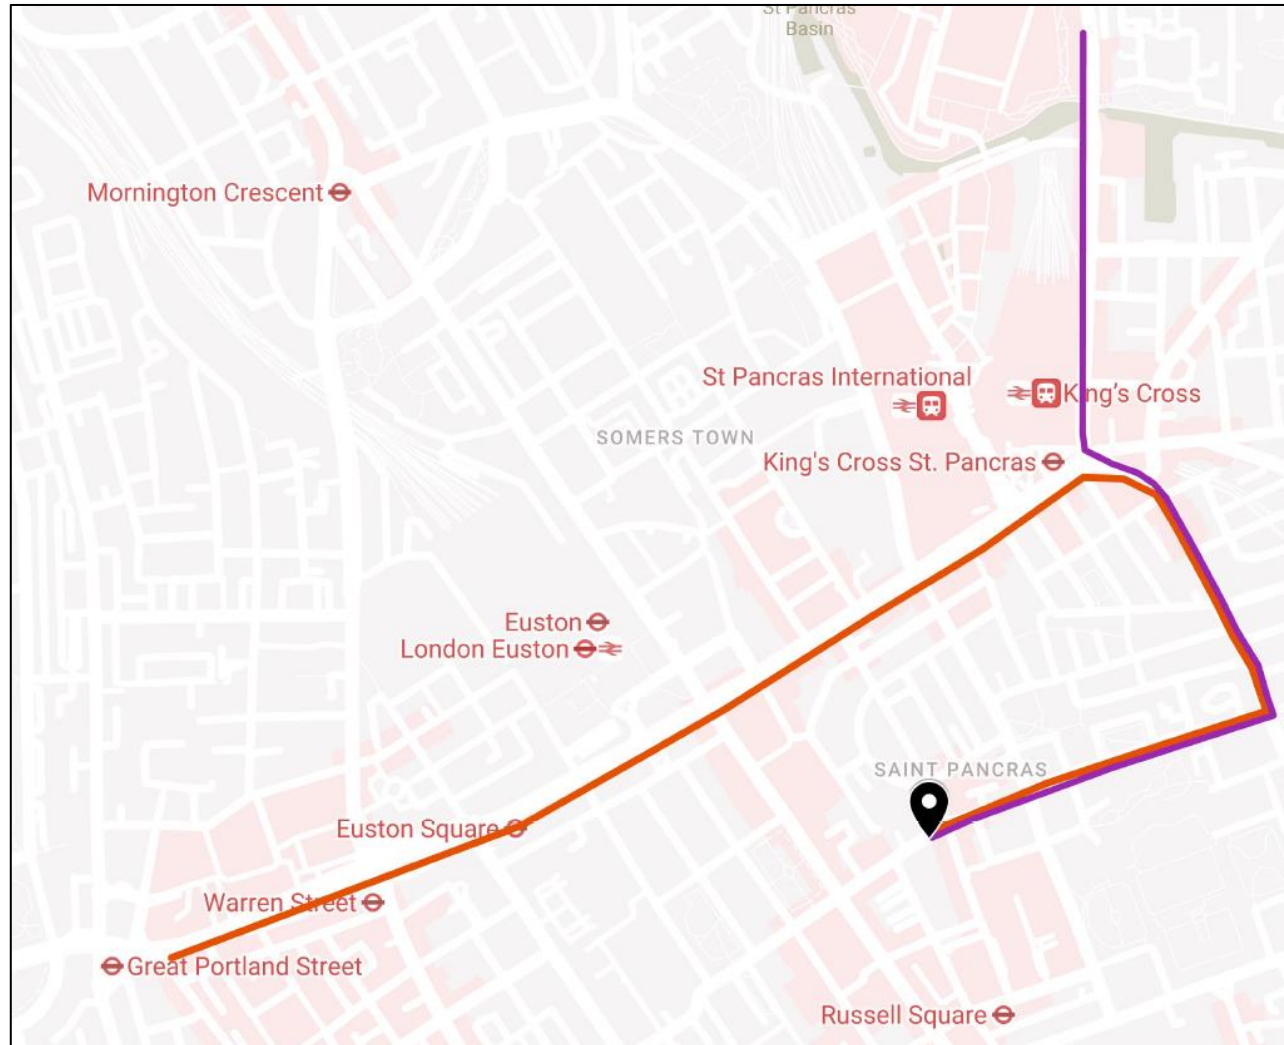 St Pancras
Basin
Mornington Crescent
St Pancras International
King's Cross
SOMERS TOWN
King's Cross St. Pancras
Euston
London Euston
SAINT PANCRAS
Euston Square
Warren Street
Great Portland Street
Russell Square